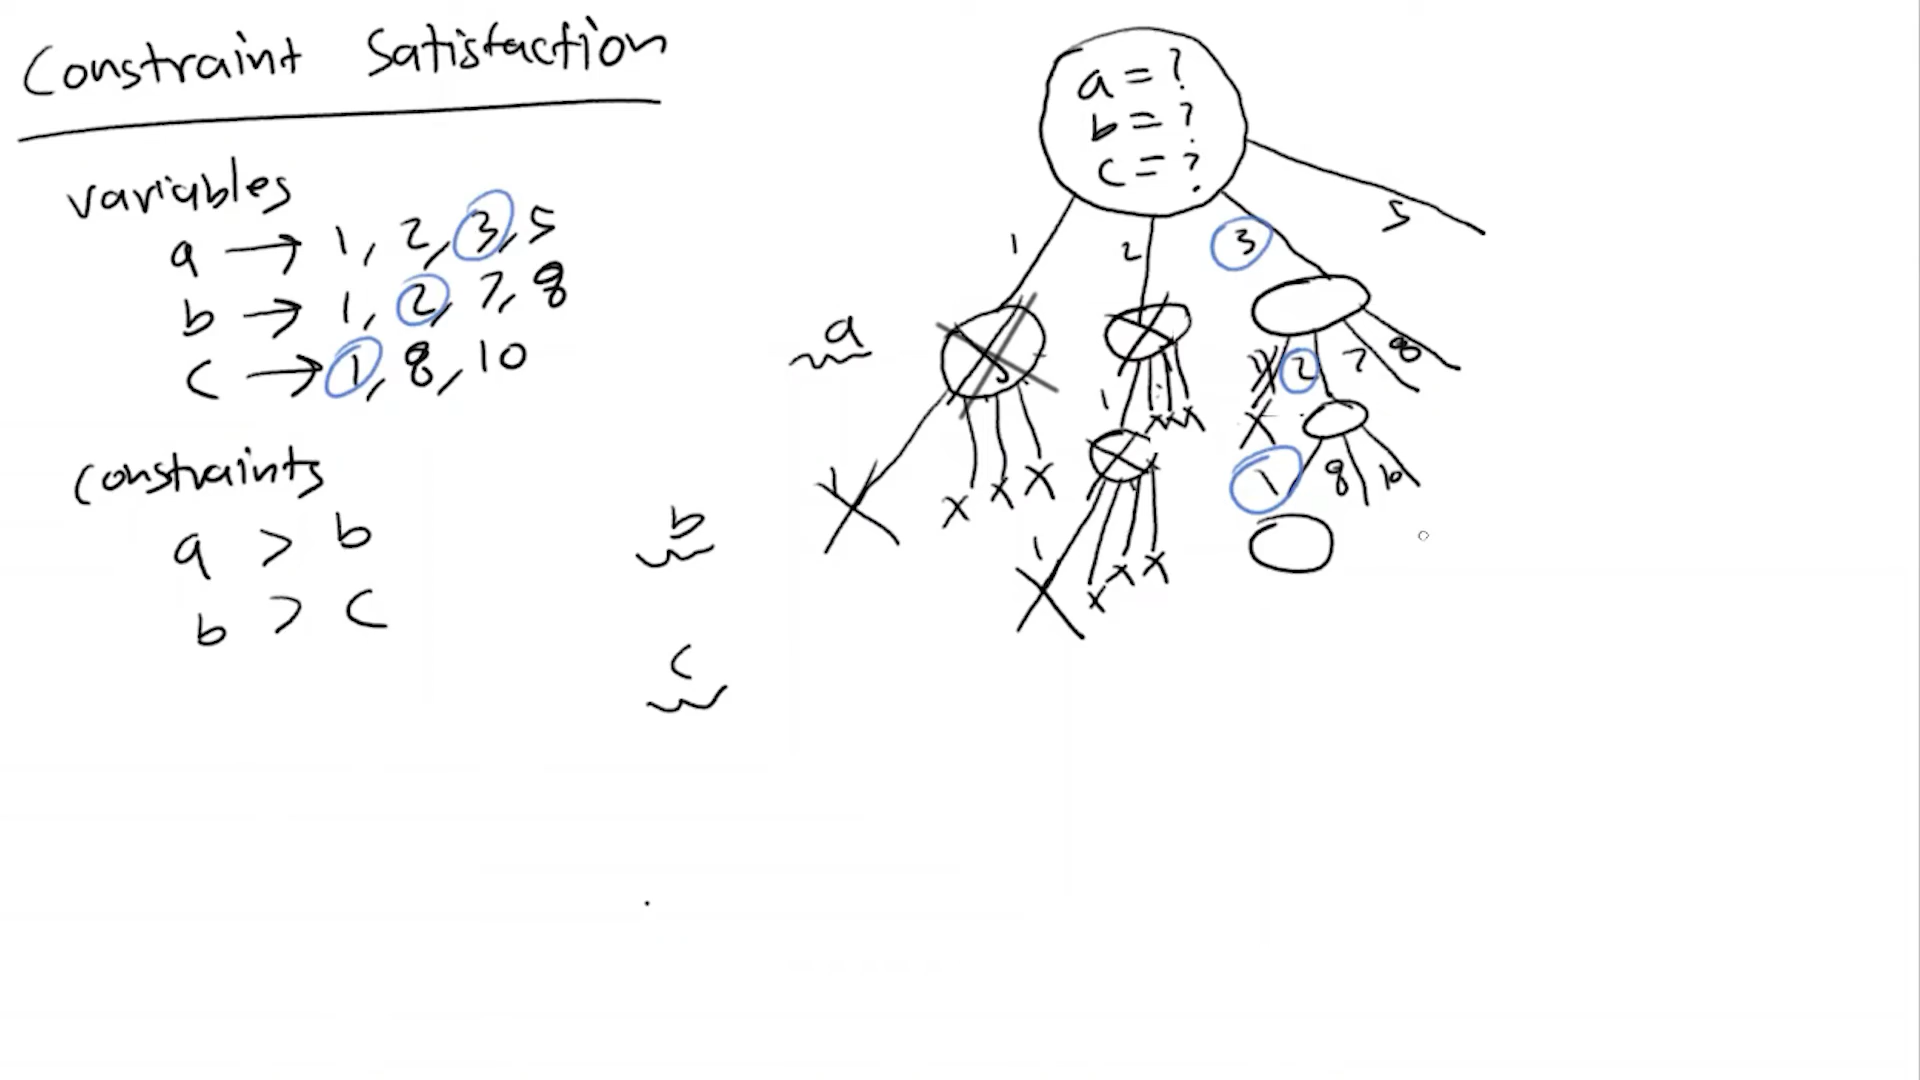 Constraint Satisfaction
variables
a → 1, 2, 3, 5
b → 1, 2, 7, 8
c → 1, 8, 10
constraints
a > b
b > c
a = ?
b = ?
c = ?
1
2
3
5
a
1
2
7
8
1
1
8
10
b
1
c